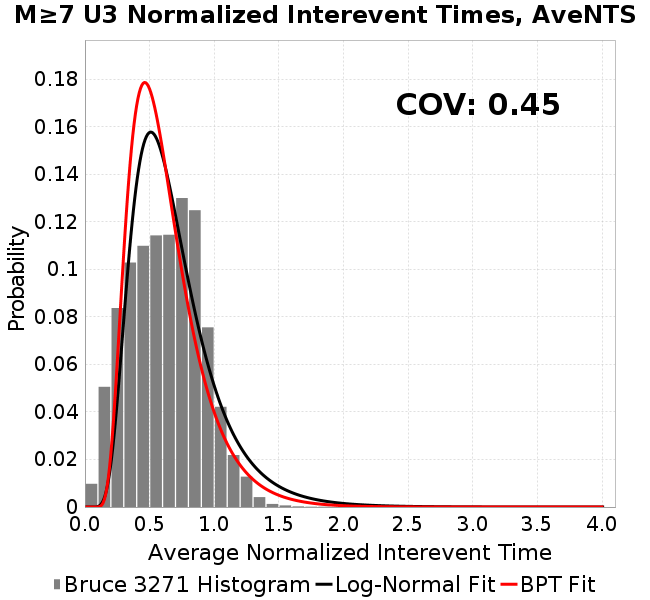 M≥7 U3 Normalized Interevent Times, AveNTS
COV: 0.45
Probability
0.18
0.16
0.14
0.12
0.1
0.08
0.06
0.04
0.02
0
0.0 0.5 1.0 1.5 2.0 2.5 3.0 3.5 4.0
Average Normalized Interevent Time
Bruce 3271 Histogram Log-Normal Fit BPT Fit